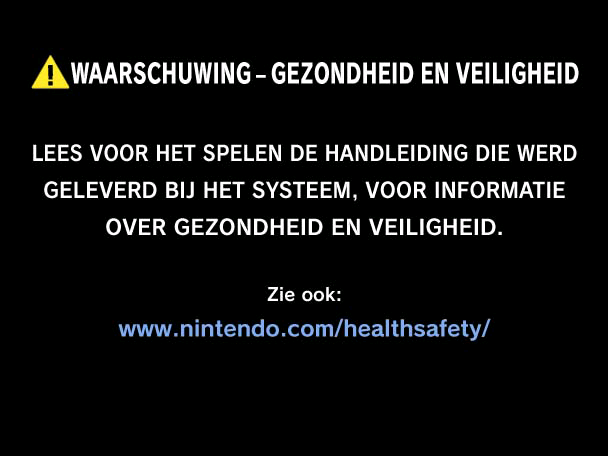 WAARSCHUWING – GEZONDHEID EN VEILIGHEID
LEES VOOR HET SPELEN DE HANDLEIDING DIE WERD
GELEVERD BIJ HET SYSTEEM, VOOR INFORMATIE
OVER GEZONDHEID EN VEILIGHEID.
Zie ook:
www.nintendo.com/healthsafety/